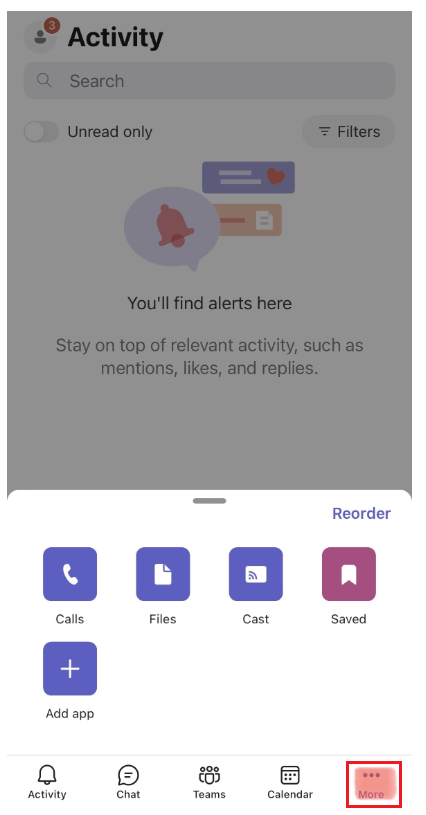 3
Activity
Search
Unread only
Filters
You'll find alerts here
Stay on top of relevant activity, such as
mentions, likes, and replies.
Reorder
Calls Files Cast Saved
Add app
Activity Chat Teams Calendar More